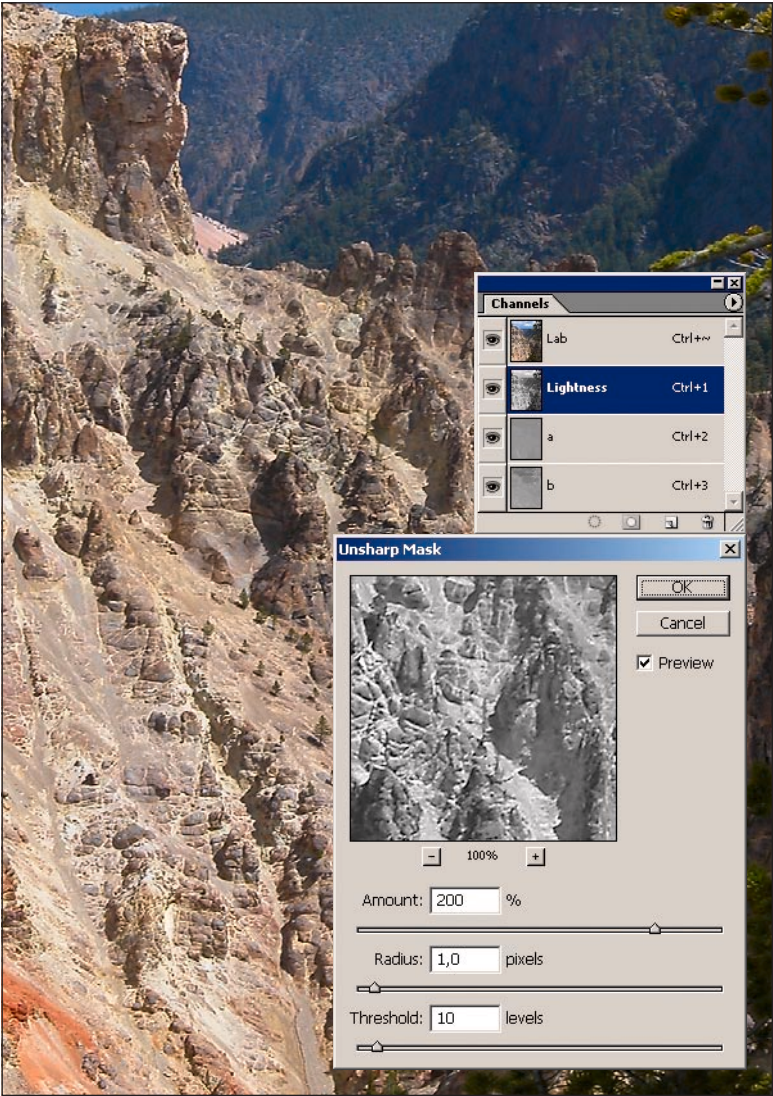 Channels
Lab Ctrl+~
Lightness Ctrl+1
a Ctrl+2
b Ctrl+3
Unsharp Mask
OK
Cancel
Preview
100%
Amount: 200 %
Radius: 1,0 pixels
Threshold: 10 levels